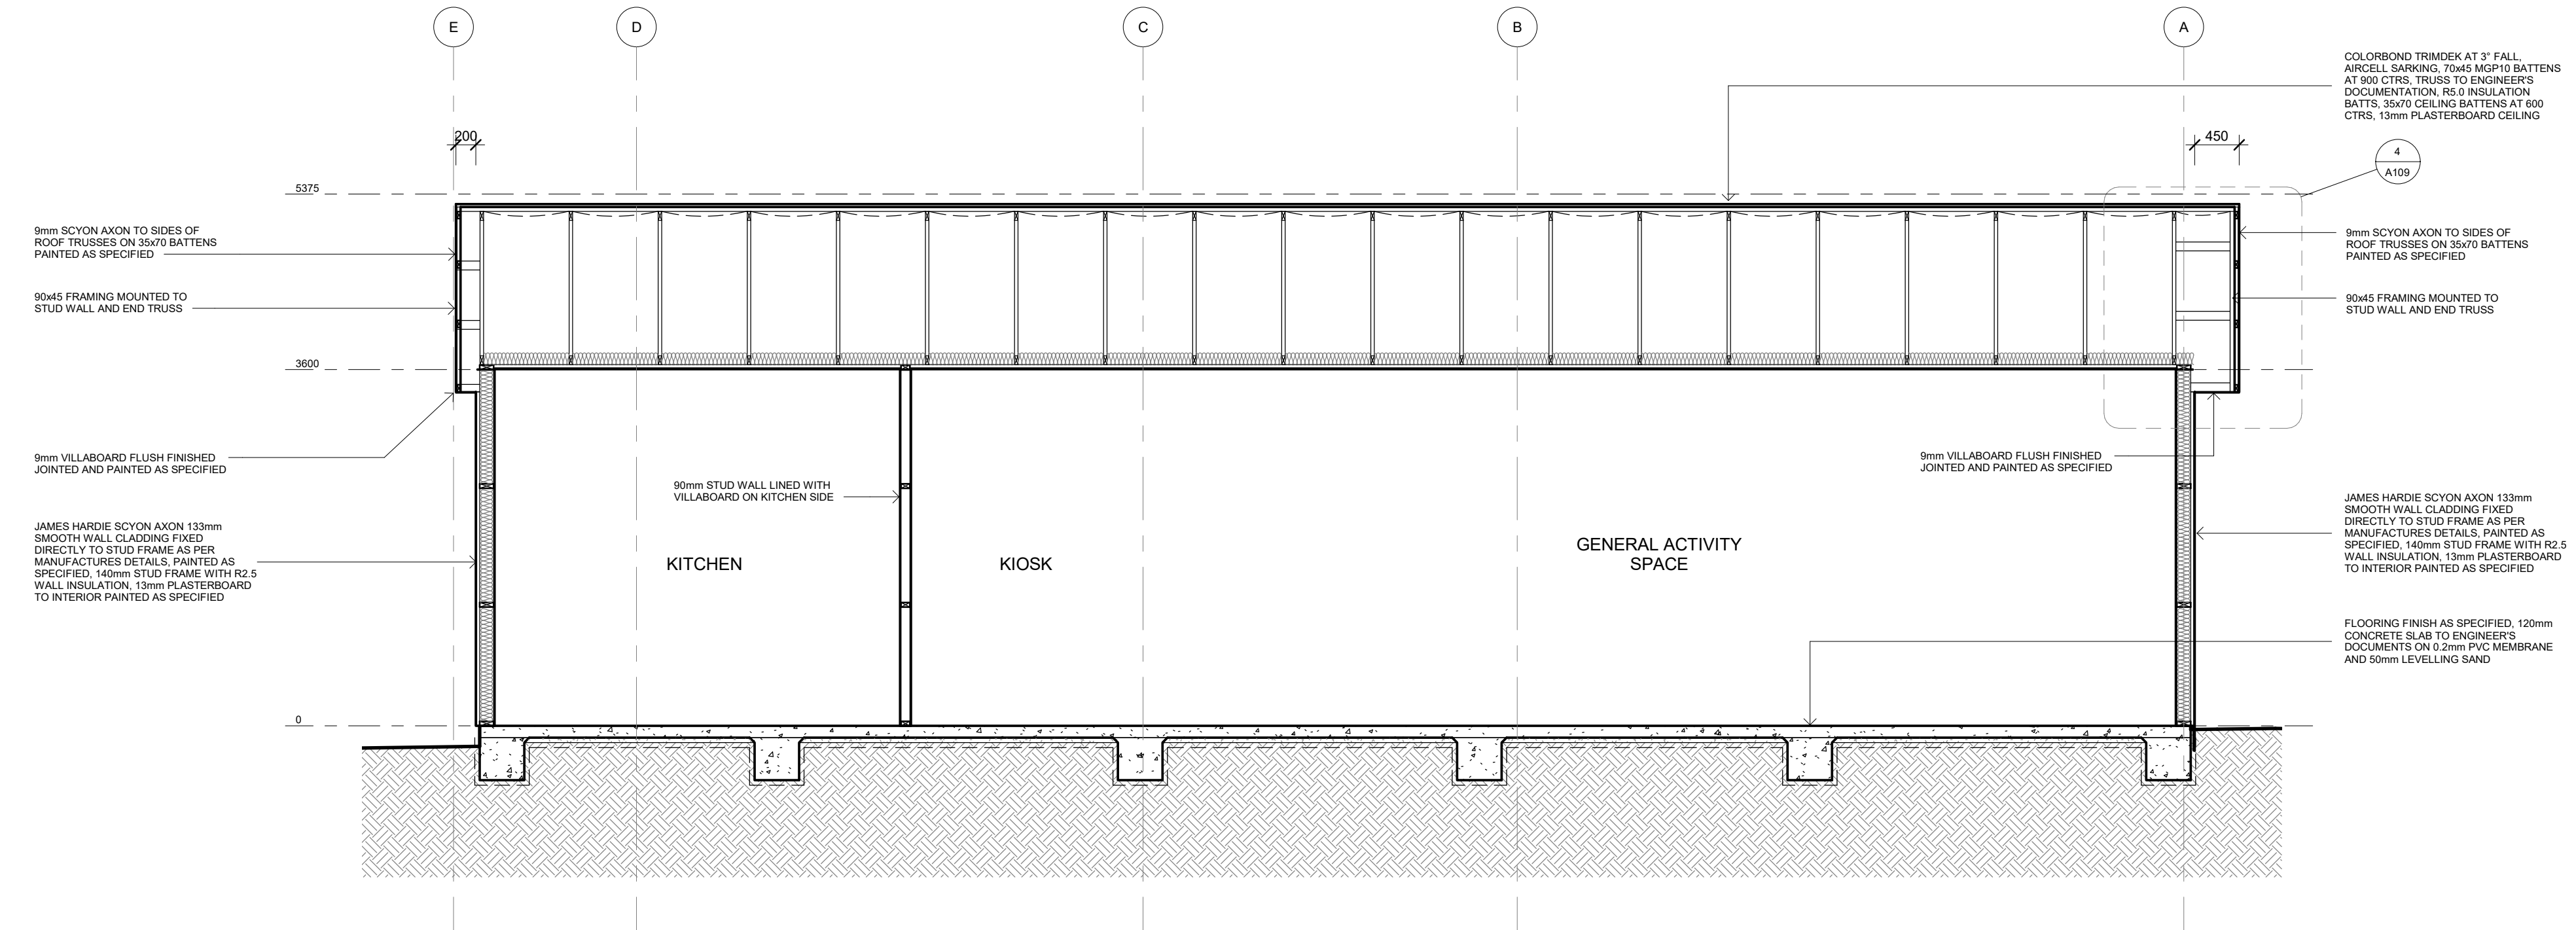 E
D
C
B
A
COLORBOND TRIMDEK AT 3° FALL,
AIRCELL SARKING, 70x45 MGP10 BATTENS
AT 900 CTRS, TRUSS TO ENGINEER'S
DOCUMENTATION, R5.0 INSULATION
BATTS, 35x70 CEILING BATTENS AT 600
CTRS, 13mm PLASTERBOARD CEILING
200
450
4
A109
5375
9mm SCYON AXON TO SIDES OF
ROOF TRUSSES ON 35x70 BATTENS
PAINTED AS SPECIFIED
9mm SCYON AXON TO SIDES OF
ROOF TRUSSES ON 35x70 BATTENS
PAINTED AS SPECIFIED
90x45 FRAMING MOUNTED TO
STUD WALL AND END TRUSS
90x45 FRAMING MOUNTED TO
STUD WALL AND END TRUSS
3600
9mm VILLABOARD FLUSH FINISHED
JOINTED AND PAINTED AS SPECIFIED
9mm VILLABOARD FLUSH FINISHED
JOINTED AND PAINTED AS SPECIFIED
90mm STUD WALL LINED WITH
VILLABOARD ON KITCHEN SIDE
JAMES HARDIE SCYON AXON 133mm
SMOOTH WALL CLADDING FIXED
DIRECTLY TO STUD FRAME AS PER
MANUFACTURES DETAILS, PAINTED AS
SPECIFIED, 140mm STUD FRAME WITH R2.5
WALL INSULATION, 13mm PLASTERBOARD
TO INTERIOR PAINTED AS SPECIFIED
KITCHEN
KIOSK
GENERAL ACTIVITY
SPACE
JAMES HARDIE SCYON AXON 133mm
SMOOTH WALL CLADDING FIXED
DIRECTLY TO STUD FRAME AS PER
MANUFACTURES DETAILS, PAINTED AS
SPECIFIED, 140mm STUD FRAME WITH R2.5
WALL INSULATION, 13mm PLASTERBOARD
TO INTERIOR PAINTED AS SPECIFIED
FLOORING FINISH AS SPECIFIED, 120mm
CONCRETE SLAB TO ENGINEER'S
DOCUMENTS ON 0.2mm PVC MEMBRANE
AND 50mm LEVELLING SAND
0